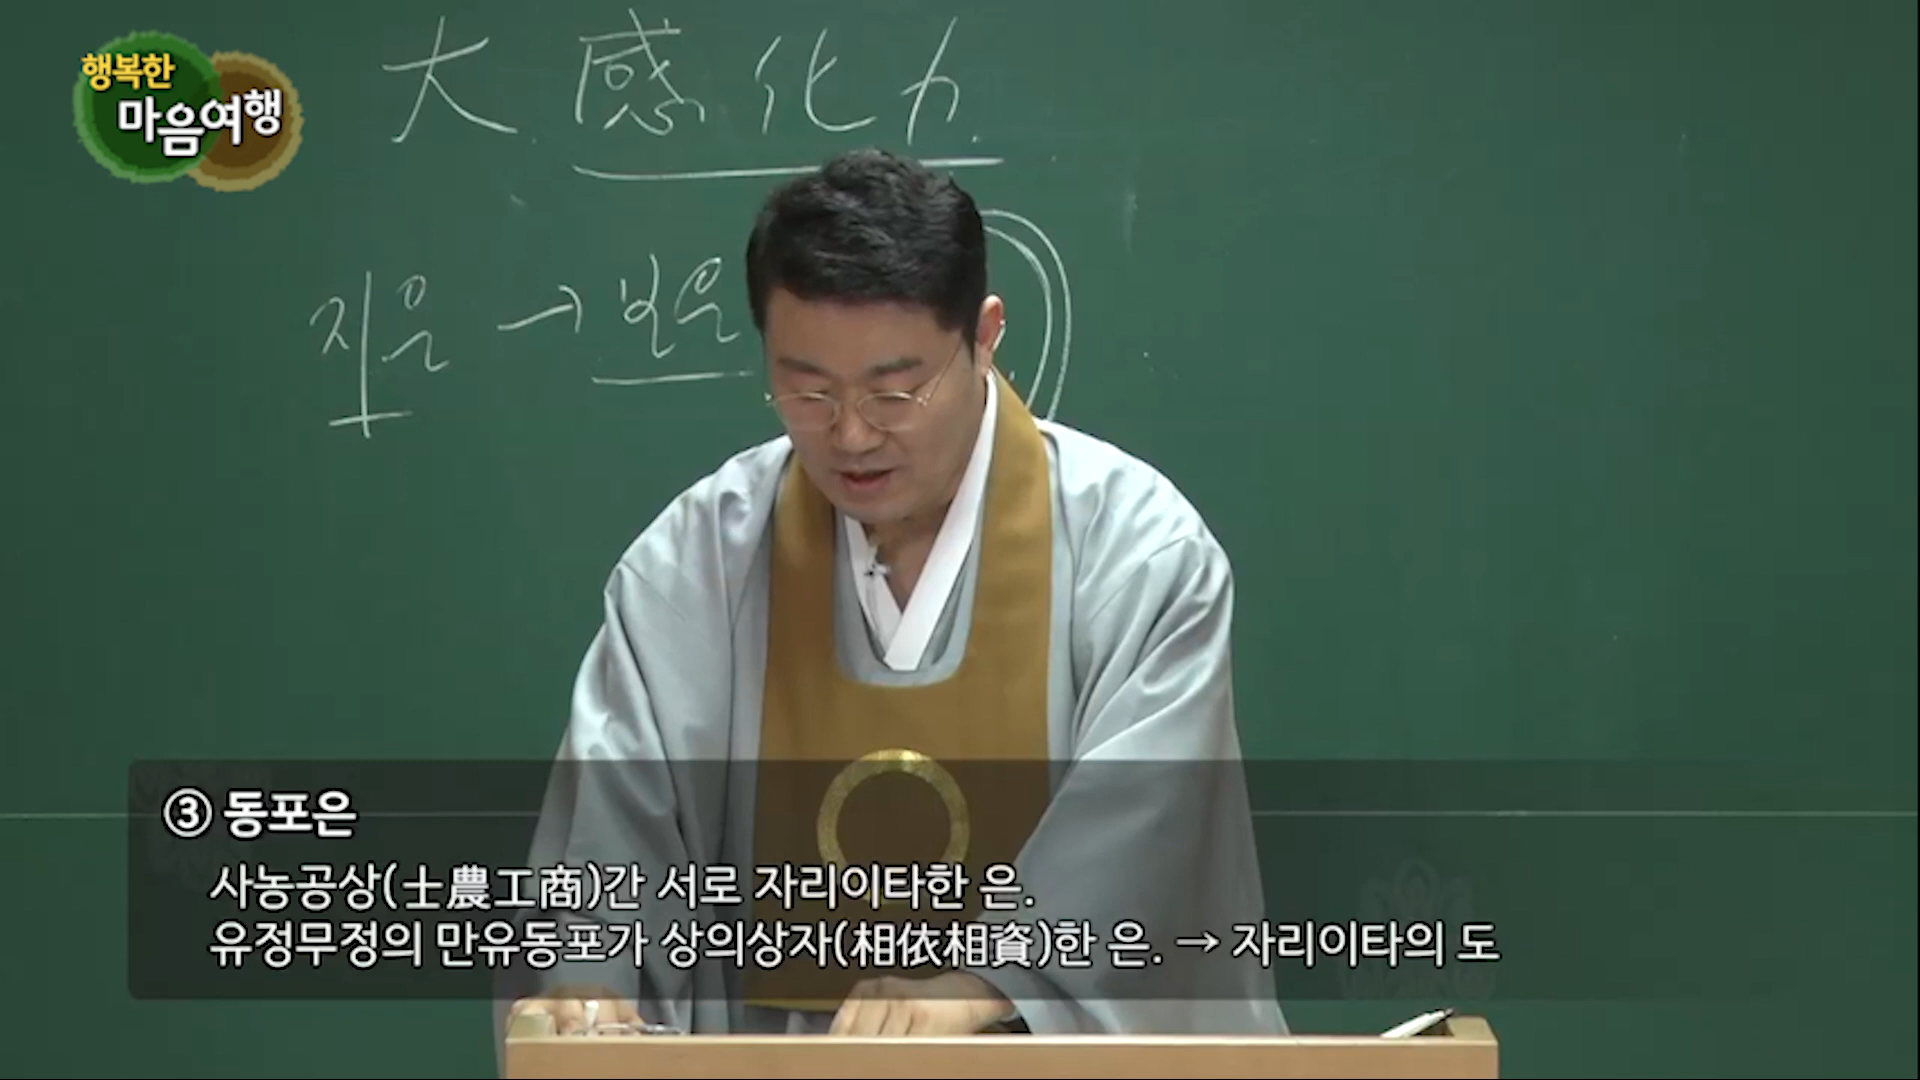 행복한
마음여행
大感化力
지은 → 보은
③ 동포은
사농공상(士農工商)간 서로 자리이타한 은.
유정무정의 만유동포가 상의상자(相依相資)한 은. → 자리이타의 도